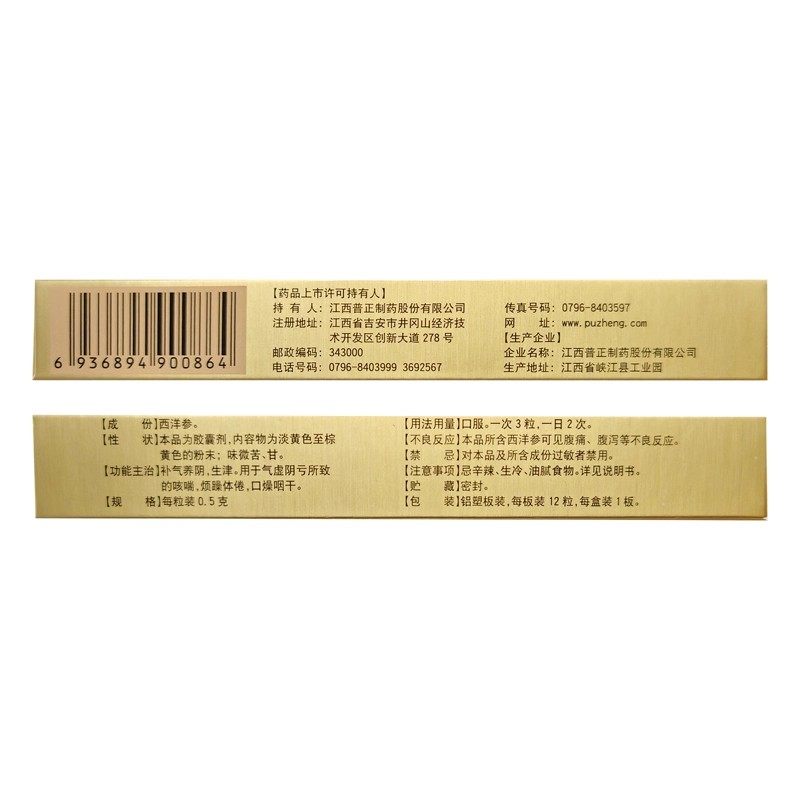 6 936894 900864
【药品上市许可持有人】
持 有 人：江西普正制药股份有限公司
注册地址：江西省吉安市井冈山经济技
术开发区创新大道 278 号
邮政编码：343000
电话号码：0796-8403999 3692567
传真号码：0796-8403597
网 址：www.puzheng.com
【生产企业】
企业名称：江西普正制药股份有限公司
生产地址：江西省峡江县工业园
【成 份】西洋参。
【性 状】本品为胶囊剂，内容物为淡黄色至棕
黄色的粉末；味微苦、甘。
【功能主治】补气养阴，生津。用于气虚阴亏所致
的咳喘，烦躁体倦，口燥咽干。
【规 格】每粒装 0.5 克
【用法用量】口服。一次 3 粒，一日 2 次。
【不良反应】本品所含西洋参可见腹痛、腹泻等不良反应。
【禁 忌】对本品及所含成份过敏者禁用。
【注意事项】忌辛辣、生冷、油腻食物。详见说明书。
【贮 藏】密封。
【包 装】铝塑板装，每板装 12 粒，每盒装 1 板。